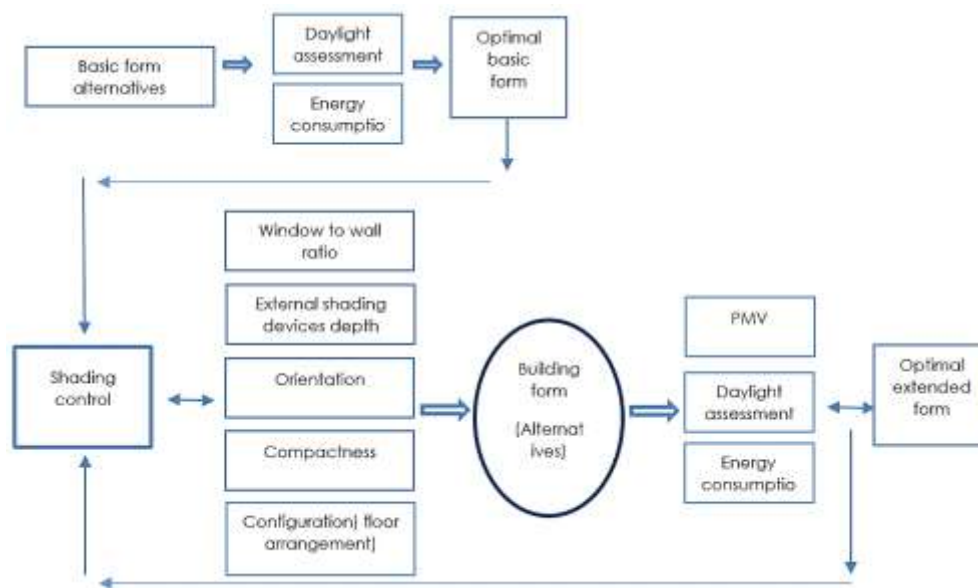 Basic form
alternatives
Daylight
assessment
Energy
consumptio
Optimal
basic
form
Window to wall
ratio
External shading
devices depth
Orientation
Compactness
Configuration) floor
arrangement)
Shading
control
Building
form
(Alternat
ives)
PMV
Daylight
assessment
Energy
consumptio
Optimal
extended
form